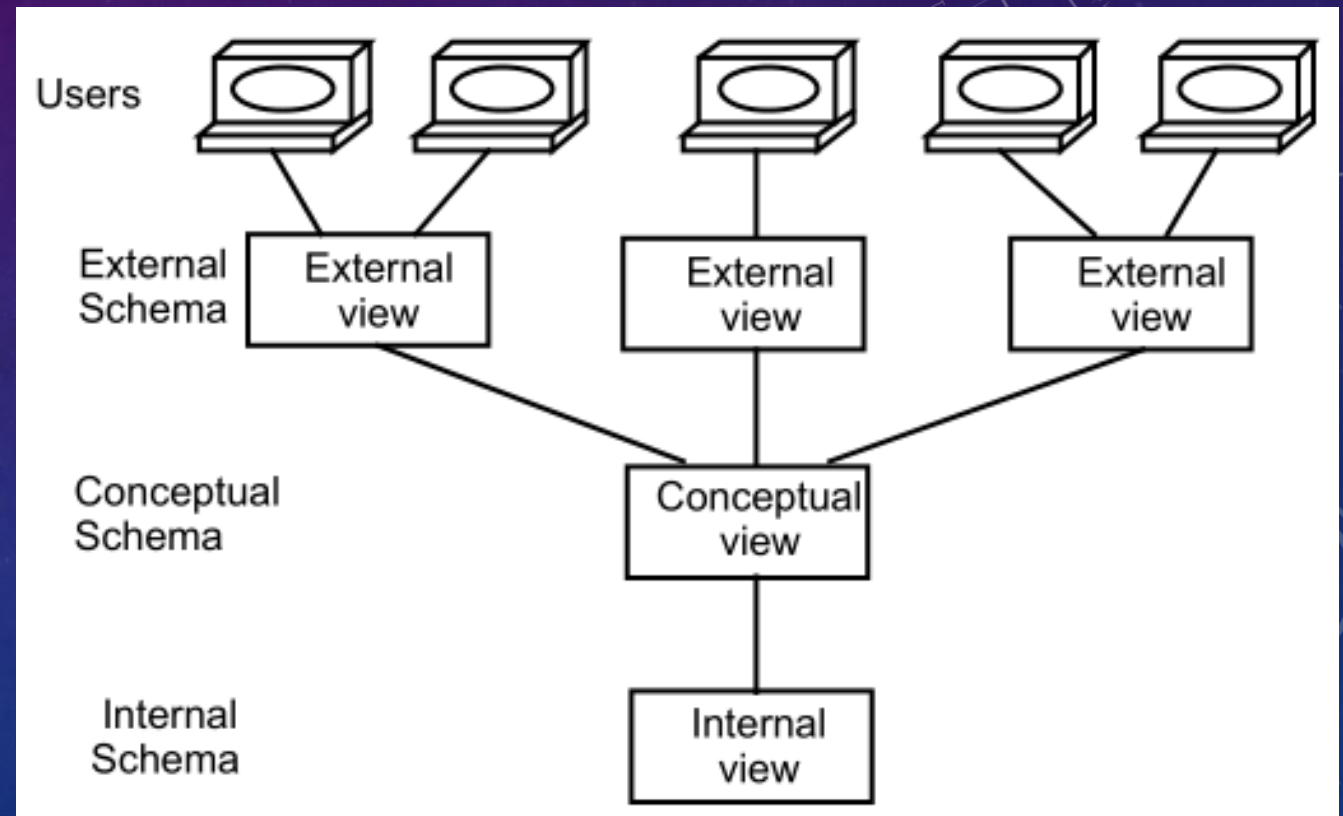 Users
External
Schema
External
view
External
view
External
view
Conceptual
Schema
Conceptual
view
Internal
Schema
Internal
view